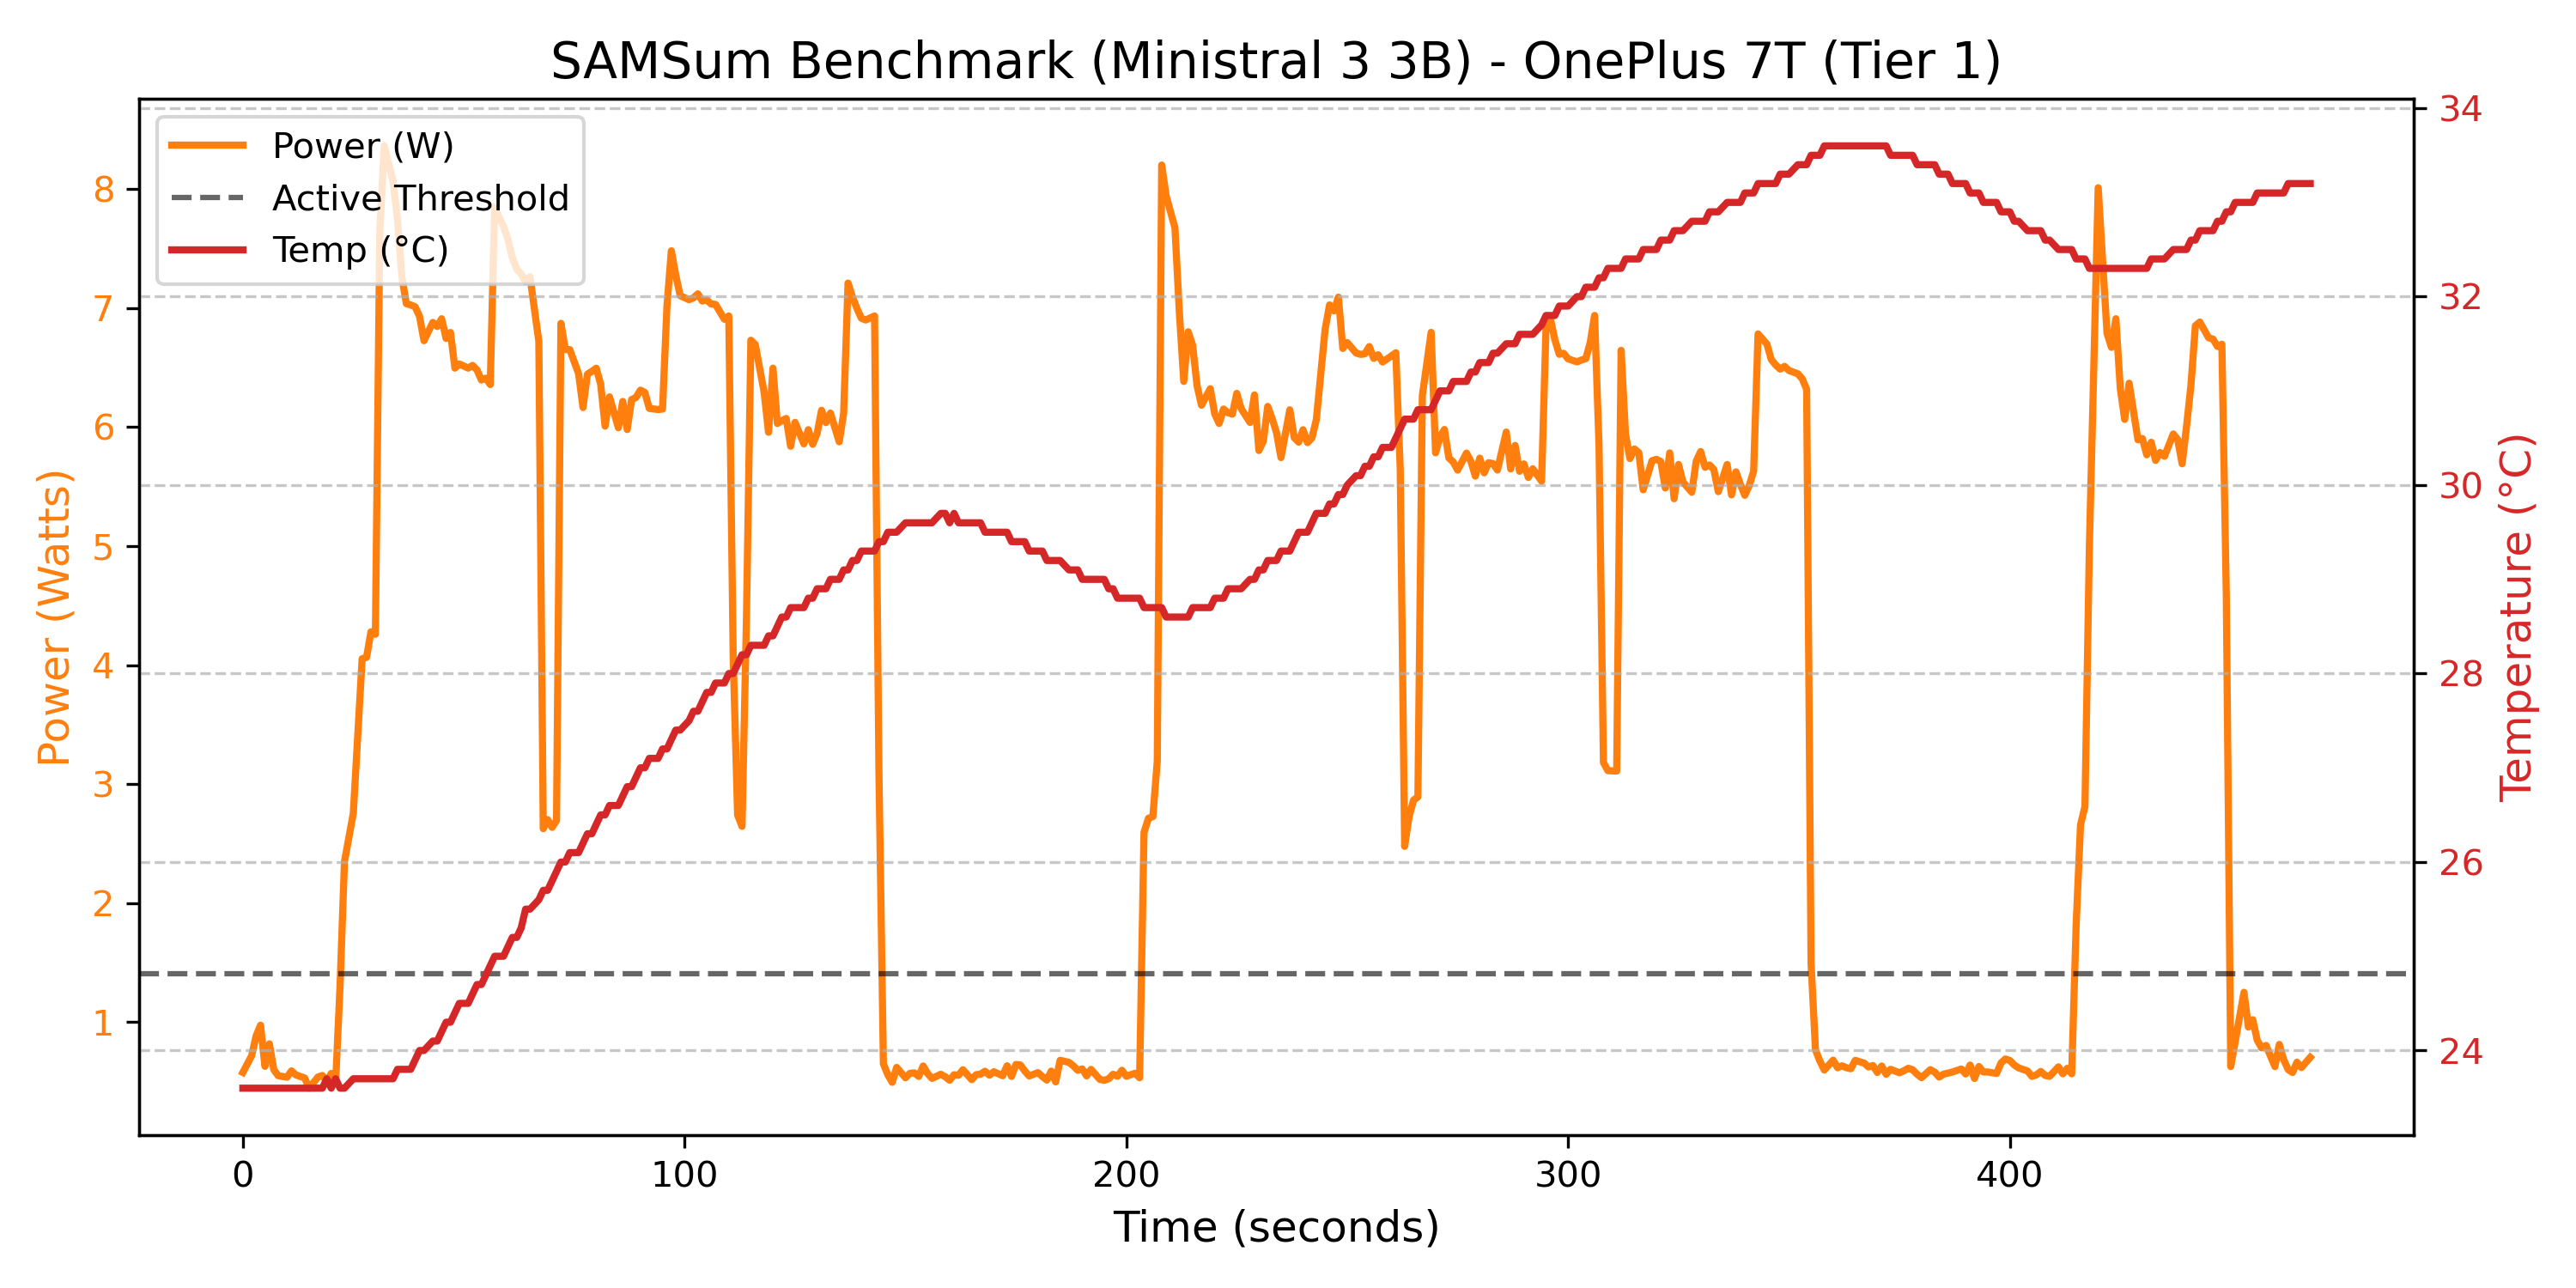 SAMSum Benchmark (Ministral 3 3B) - OnePlus 7T (Tier 1)
Power (W)
Active Threshold
Temp (°C)
Power (Watts)
8
7
6
5
4
3
2
1
34
32
30
28
26
24
Temperature (°C)
0
100
200
300
400
Time (seconds)